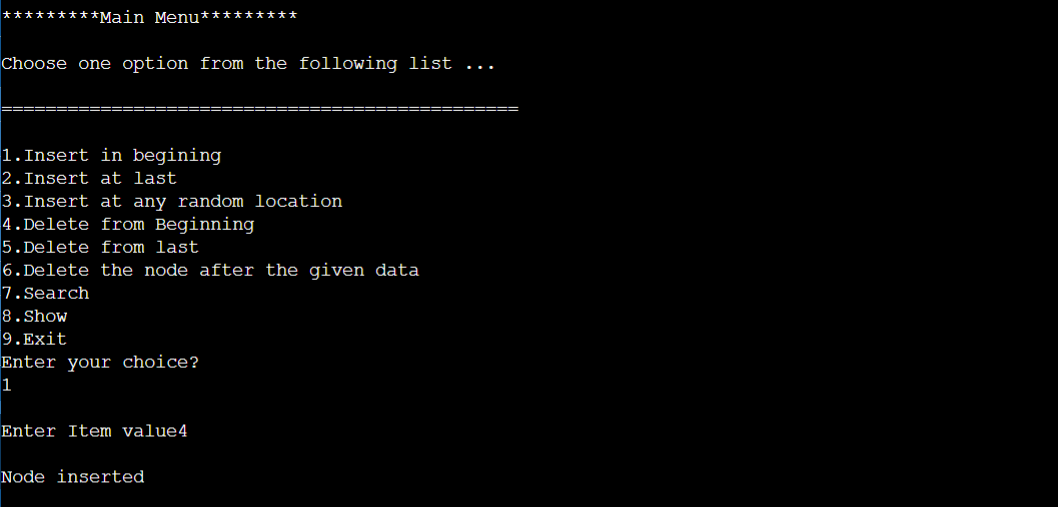 *********Main Menu*********
Choose one option from the following list ...
===============================================
1.Insert in begining
2.Insert at last
3.Insert at any random location
4.Delete from Beginning
5.Delete from last
6.Delete the node after the given data
7.Search
8.Show
9.Exit
Enter your choice?
1
Enter Item value4
Node inserted